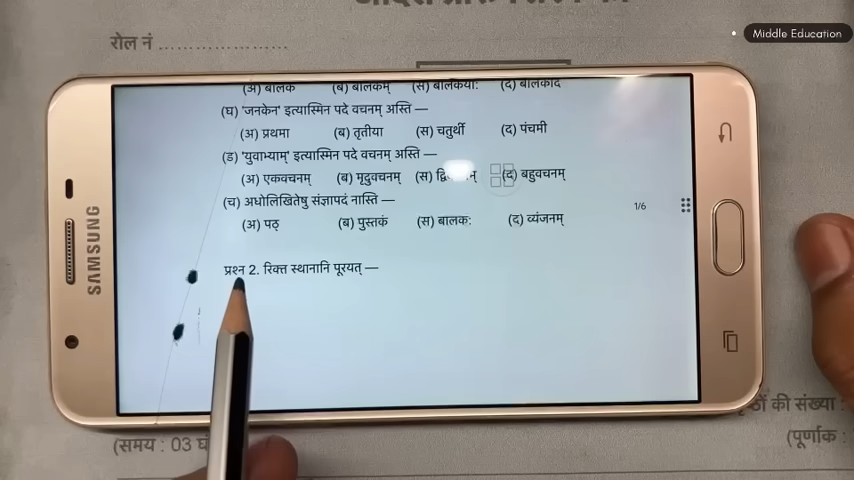 रोल नं ......................
Middle Education
(अ) बालक (ब) बालकम् (स) बालकयाः (द) बालकाद
(घ) 'जनकेन' इत्यास्मिन पदे वचनम् अस्ति —
(अ) प्रथमा (ब) तृतीया (स) चतुर्थी (द) पंचमी
(ड) 'युवाभ्याम्' इत्यास्मिन पदे वचनम् अस्ति —
(अ) एकवचनम् (ब) मृदुवचनम् (स) (द) बहुवचनम्
(च) अधोलिखितेषु संज्ञापदं नास्ति —
(अ) पठ् (ब) पुस्तकं (स) बालकः (द) व्यंजनम्
1/6
प्रश्न 2. रिक्त स्थानानि पूरयत् —
SAMSUNG
की संख्या :
(समय : 03
(पूर्णांक :